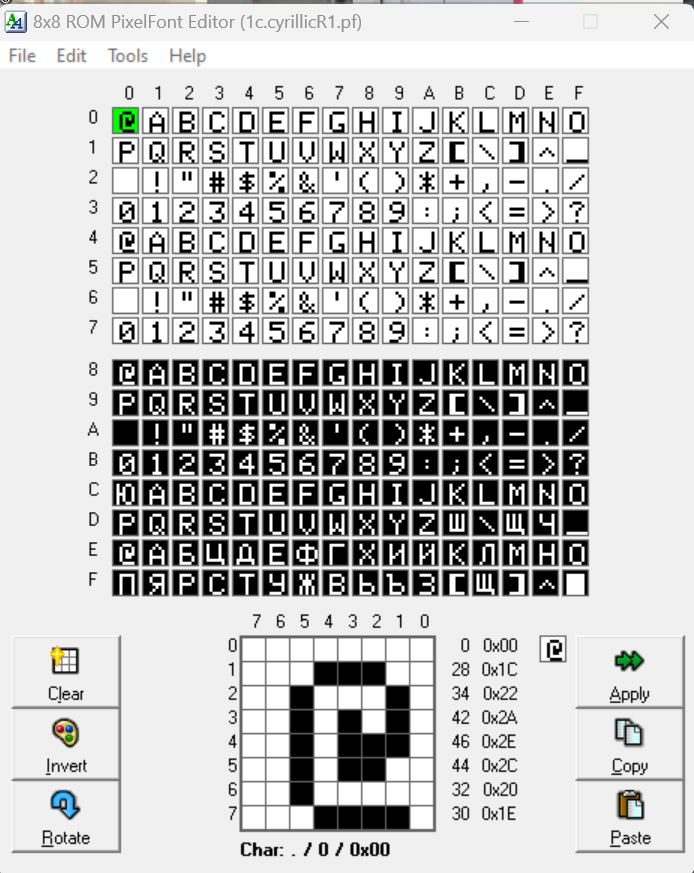 8x8 ROM PixelFont Editor (1c.cyrillicR1.pf)
File Edit Tools Help
0 1 2 3 4 5 6 7 8 9 A B C D E F
0 @ A B C D E F G H I J K L M N O
1 P Q R S T U V W X Y Z [ \ ] ^ _
2 ! " # $ % & ' ( ) * + , - . /
3 0 1 2 3 4 5 6 7 8 9 : ; < = > ?
4 @ A B C D E F G H I J K L M N O
5 P Q R S T U V W X Y Z [ \ ] ^ _
6 ! " # $ % & ' ( ) * + , - . /
7 0 1 2 3 4 5 6 7 8 9 : ; < = > ?
8 @ A B C D E F G H I J K L M N O
9 P Q R S T U V W X Y Z [ \ ] ^ _
A ! " # $ % & ' ( ) * + , - . /
B 0 1 2 3 4 5 6 7 8 9 : ; < = > ?
C Ю A B C D E F G H I J K L M N O
D P Q R S T U V W X Y Z Ш \ Щ Ч _
E @ А Б Ц Д Е Ф Г Х И Й К Л М Н О
F П Я Р С Т У Ж В Ь Ъ З [ Щ ] ^
7 6 5 4 3 2 1 0
0 0 0x00
1 28 0x1C
2 34 0x22
3 42 0x2A
4 46 0x2E
5 44 0x2C
6 32 0x20
7 30 0x1E
@
Clear
Invert
Rotate
Apply
Copy
Paste
Char: . / 0 / 0x00